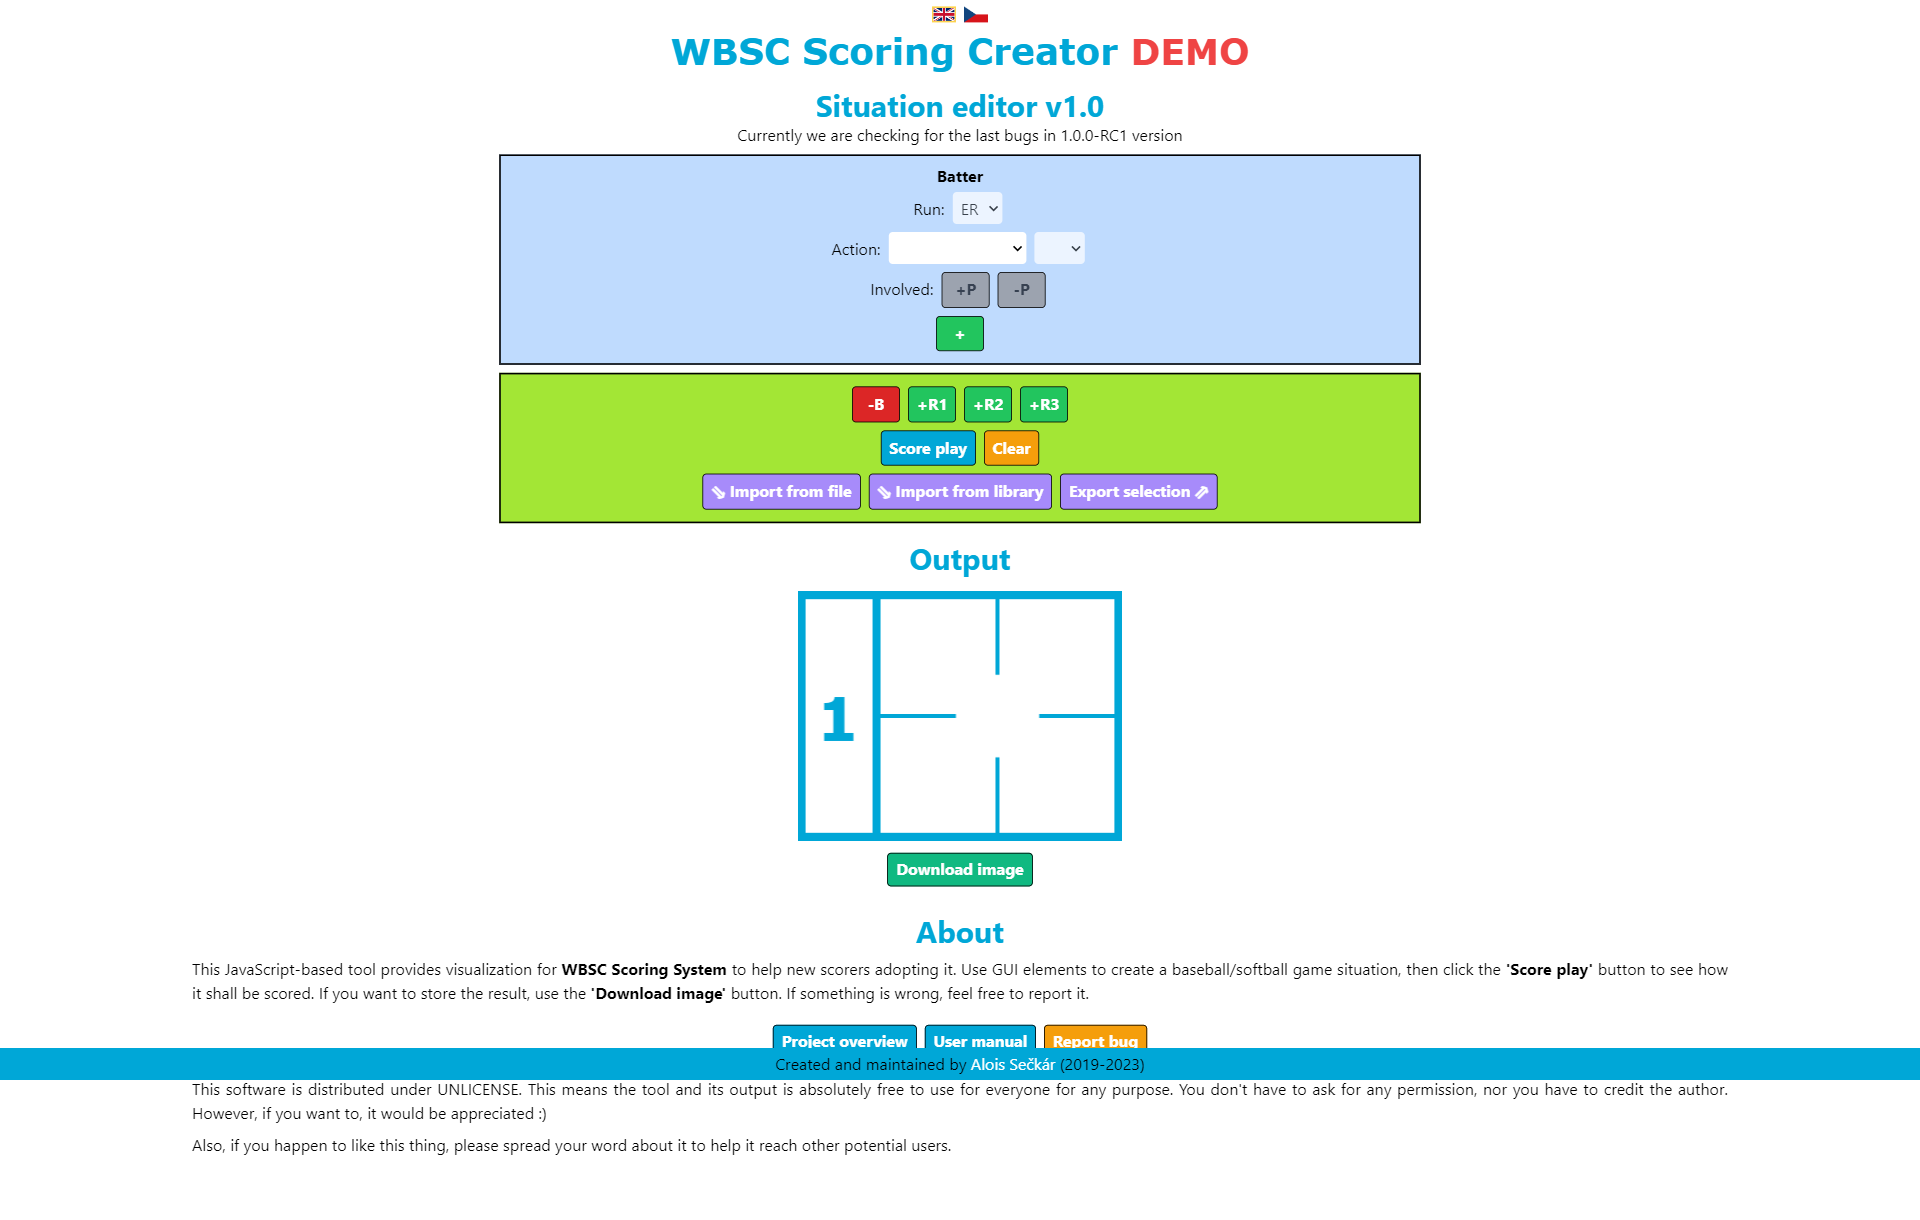 WBSC Scoring Creator DEMO
Situation editor v1.0
Currently we are checking for the last bugs in 1.0.0-RC1 version
Batter
Run: ER
Action:
Involved: +P -P
+
-B +R1 +R2 +R3
Score play Clear
⇘ Import from file ⇘ Import from library Export selection ⇗
Output
1
Download image
About
This JavaScript-based tool provides visualization for WBSC Scoring System to help new scorers adopting it. Use GUI elements to create a baseball/softball game situation, then click the 'Score play' button to see how
it shall be scored. If you want to store the result, use the 'Download image' button. If something is wrong, feel free to report it.
Project overview User manual Report bug
Created and maintained by Alois Sečkár (2019-2023)
This software is distributed under UNLICENSE. This means the tool and its output is absolutely free to use for everyone for any purpose. You don't have to ask for any permission, nor you have to credit the author.
However, if you want to, it would be appreciated :)
Also, if you happen to like this thing, please spread your word about it to help it reach other potential users.